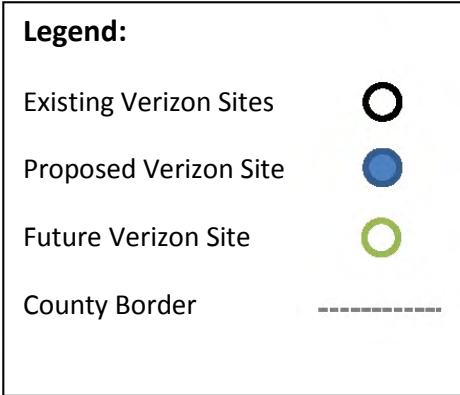 Legend:
Existing Verizon Sites
Proposed Verizon Site
Future Verizon Site
County Border